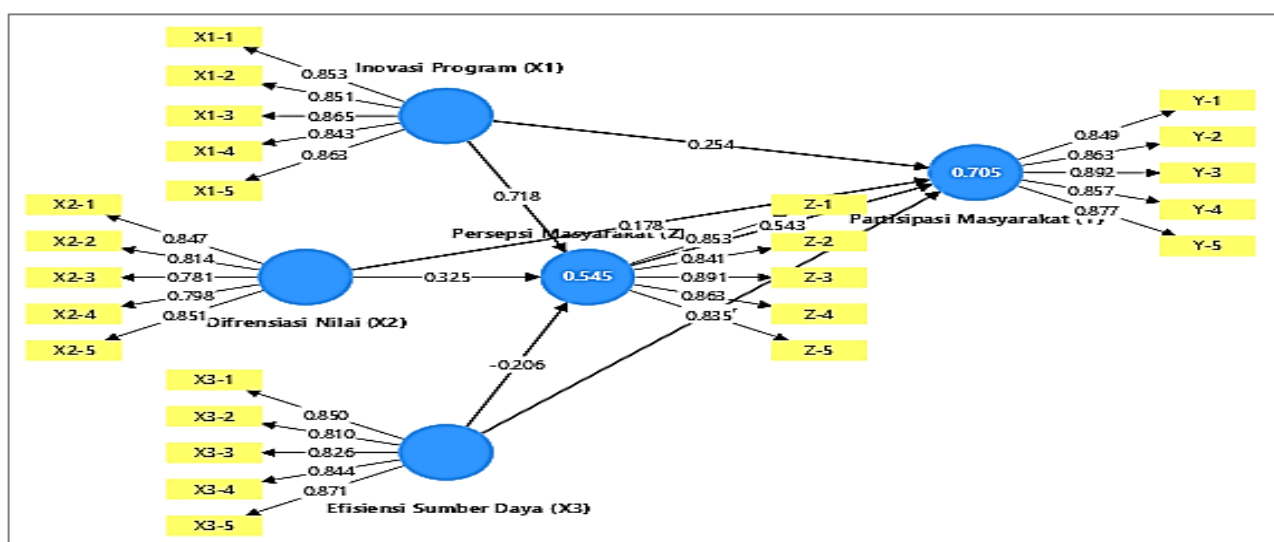 X1-1
X1-2
X1-3
X1-4
X1-5
0.853
0.851
0.865
0.843
0.863
Inovasi Program (X1)
0.254
0.718
X2-1
X2-2
X2-3
X2-4
X2-5
0.847
0.814
0.781
0.798
0.851
Difrensiasi Nilai (X2)
0.178
0.325
Persepsi Masyarakat (Z)
0.545
0.853
0.841
0.891
0.863
0.835
Z-1
Z-2
Z-3
Z-4
Z-5
0.543
0.705
Partisipasi Masyarakat
0.849
0.863
0.892
0.857
0.877
Y-1
Y-2
Y-3
Y-4
Y-5
-0.206
X3-1
X3-2
X3-3
X3-4
X3-5
0.850
0.810
0.826
0.844
0.871
Efisiensi Sumber Daya (X3)